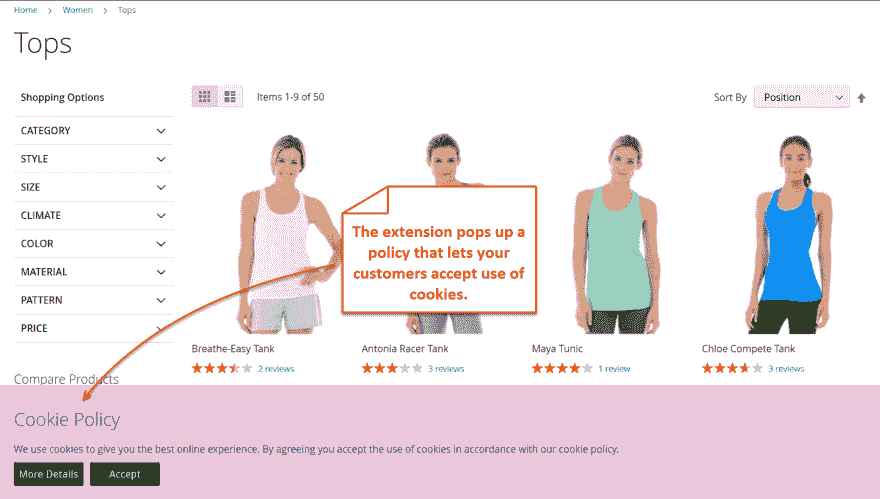 Home > Women > Tops
Tops
Shopping Options
CATEGORY
STYLE
SIZE
CLIMATE
COLOR
MATERIAL
PATTERN
PRICE
Compare Products
Items 1-9 of 50
Sort By Position
The extension pops up a
policy that lets your
customers accept use of
cookies.
Breathe-Easy Tank
2 reviews
Antonia Racer Tank
3 reviews
Maya Tunic
1 review
Chloe Compete Tank
3 reviews
Cookie Policy
We use cookies to give you the best online experience. By agreeing you accept the use of cookies in accordance with our cookie policy.
More Details Accept